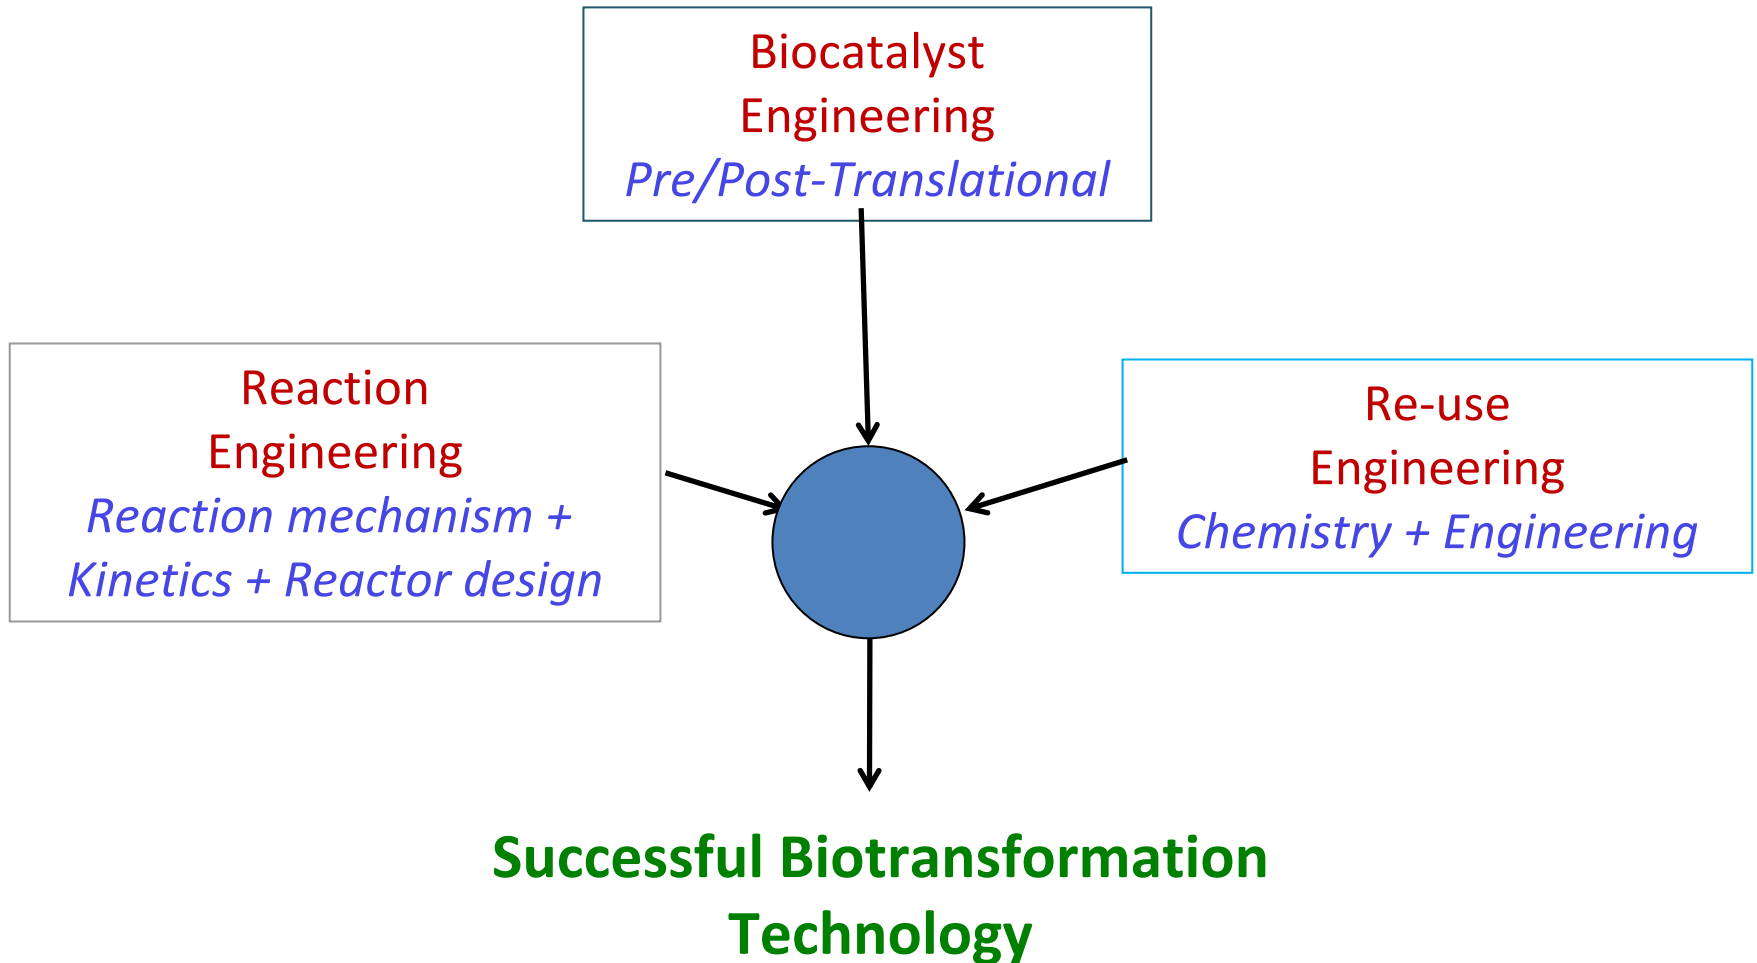 Biocatalyst
Engineering
Pre/Post-Translational
Reaction
Engineering
Reaction mechanism +
Kinetics + Reactor design
Re-use
Engineering
Chemistry + Engineering
Successful Biotransformation
Technology